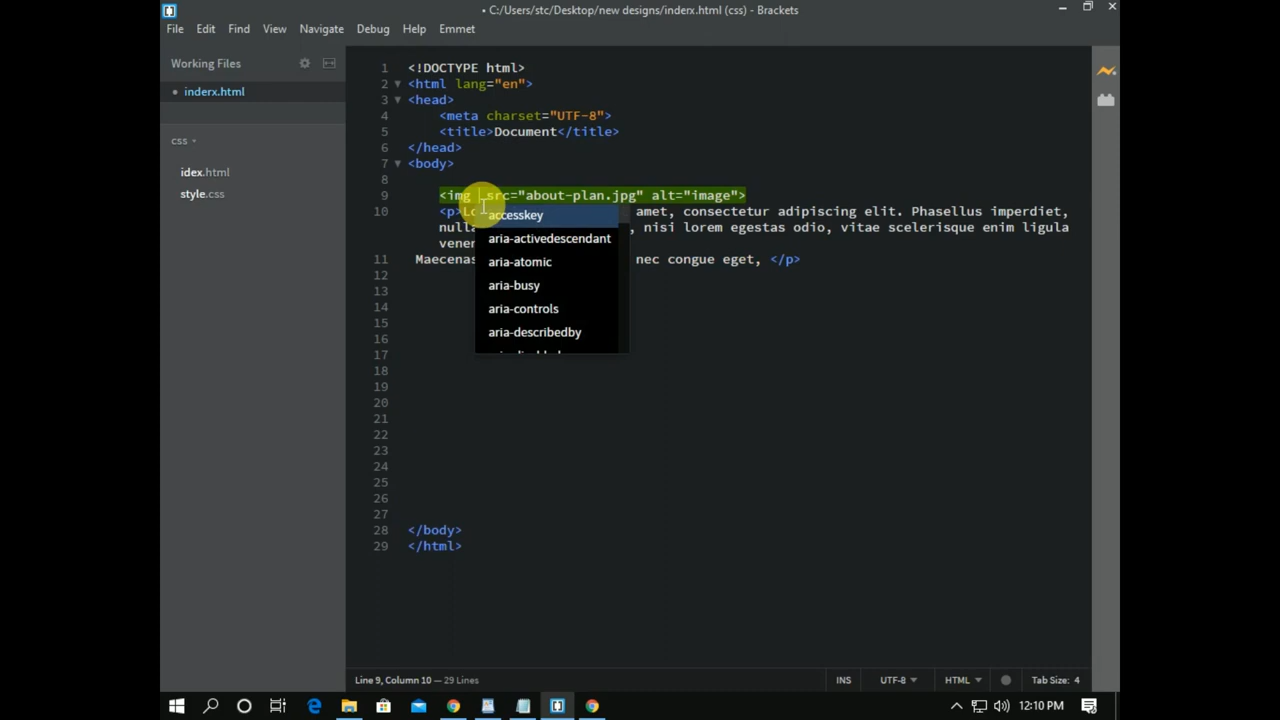 • C:/Users/stc/Desktop/new designs/inderx.html (css) - Brackets
File Edit Find View Navigate Debug Help Emmet
Working Files
• inderx.html
css
idex.html
style.css
1 <!DOCTYPE html>
2 <html lang="en">
3 <head>
4 <meta charset="UTF-8">
5 <title>Document</title>
6 </head>
7 <body>
8
9 <img src="about-plan.jpg" alt="image">
10 <p> amet, consectetur adipiscing elit. Phasellus imperdiet,
nulla , nisi lorem egestas odio, vitae scelerisque enim ligula
vener
11 Maecenas nec congue eget, </p>
accesskey
aria-activedescendant
aria-atomic
aria-busy
aria-controls
aria-describedby
12
13
14
15
16
17
18
19
20
21
22
23
24
25
26
27
28 </body>
29 </html>
Line 9, Column 10 — 29 Lines
INS UTF-8 HTML Tab Size: 4
12:10 PM